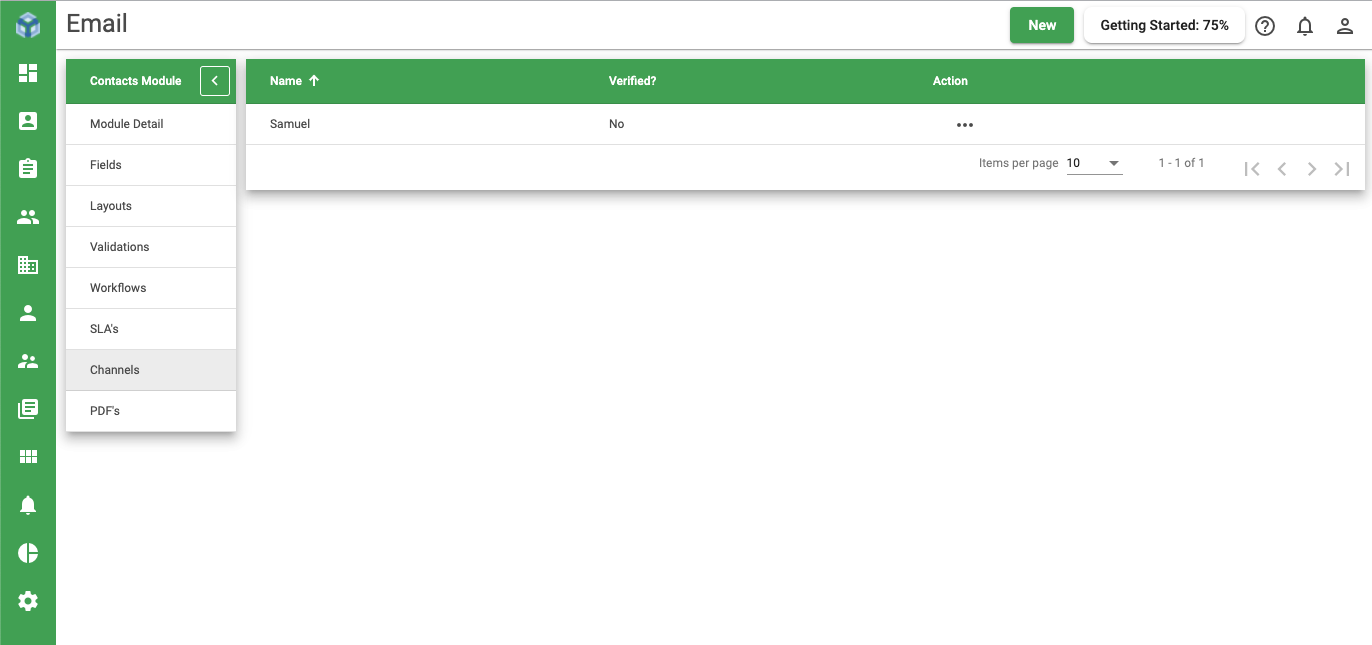 Email
New
Getting Started: 75%
Contacts Module
Module Detail
Fields
Layouts
Validations
Workflows
SLA's
Channels
PDF's
Name Verified? Action
Samuel No
Items per page 10 1 - 1 of 1